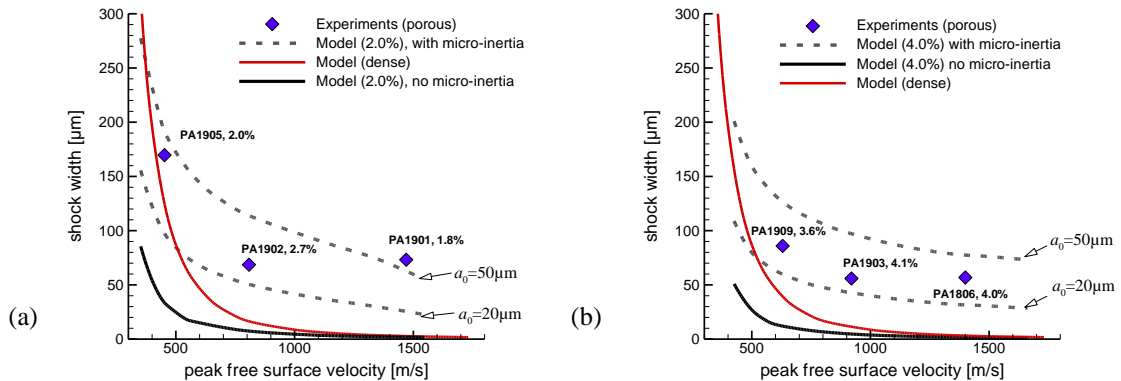 Experiments (porous)
Model (2.0%), with micro-inertia
Model (dense)
Model (2.0%), no micro-inertia
300
250
200
150
100
50
0
shock width [µm]
500
1000
1500
peak free surface velocity [m/s]
PA1905, 2.0%
PA1902, 2.7%
PA1901, 1.8%
a₀=50µm
a₀=20µm
(a)
Experiments (porous)
Model (4.0%) with micro-inertia
Model (4.0%) no micro-inertia
Model (dense)
300
250
200
150
100
50
0
shock width [µm]
500
1000
1500
peak free surface velocity [m/s]
PA1909, 3.6%
PA1903, 4.1%
PA1806, 4.0%
a₀=50µm
a₀=20µm
(b)